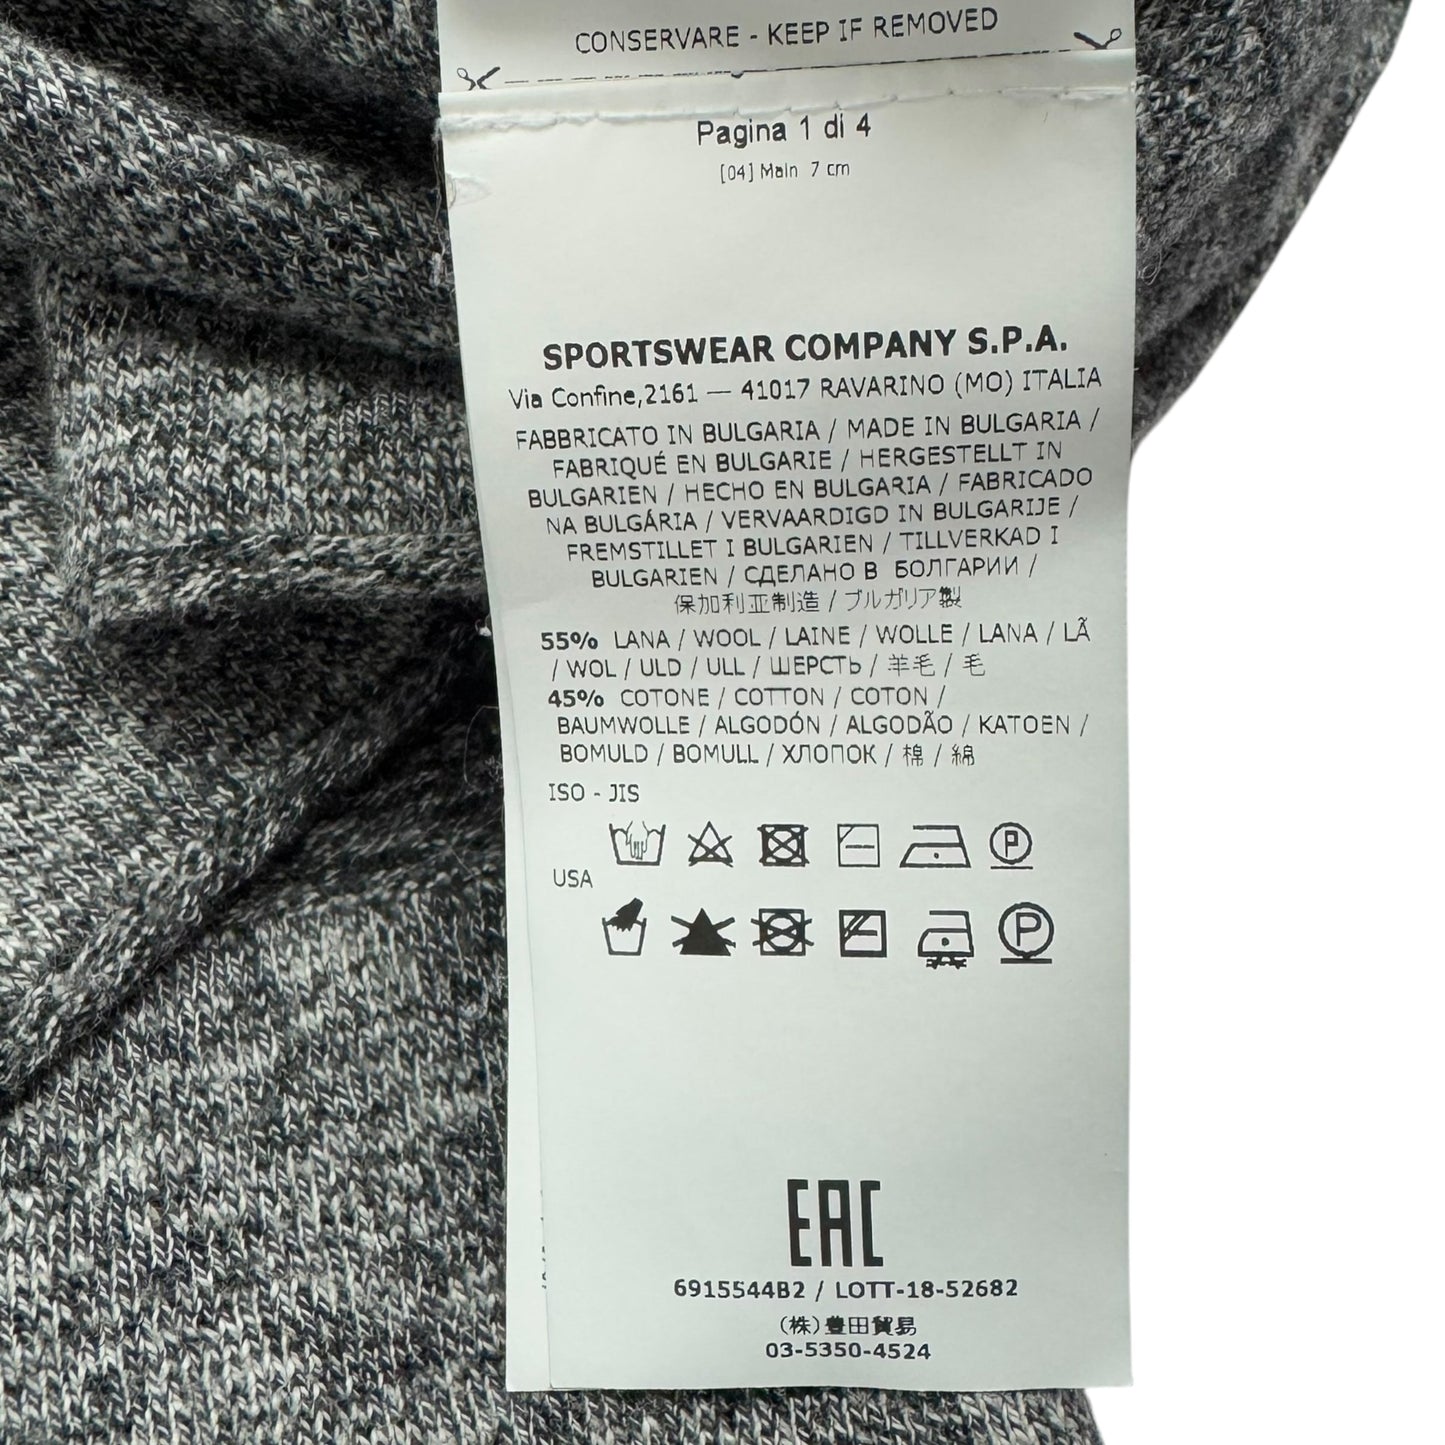 CONSERVARE - KEEP IF REMOVED
Pagina 1 di 4
[04] Main 7 cm
SPORTSWEAR COMPANY S.P.A.
Via Confine,2161 — 41017 RAVARINO (MO) ITALIA
FABBRICATO IN BULGARIA / MADE IN BULGARIA /
FABRIQUÉ EN BULGARIE / HERGESTELLT IN
BULGARIEN / HECHO EN BULGARIA / FABRICADO
NA BULGÁRIA / VERVAARDIGD IN BULGARIJE /
FREMSTILLET I BULGARIEN / TILLVERKAD I
BULGARIEN / СДЕЛАНО В БОЛГАРИИ /
保加利亚制造 / ブルガリア製
55% LANA / WOOL / LAINE / WOLLE / LANA / LÃ
/ WOL / ULD / ULL / ШЕРСТЬ / 羊毛 / 毛
45% COTONE / COTTON / COTON /
BAUMWOLLE / ALGODÓN / ALGODÃO / KATOEN /
BOMULD / BOMULL / ХЛОПОК / 棉 / 綿
ISO - JIS
P
USA
P
EAC
6915544B2 / LOTT-18-52682
(株)豊田貿易
03-5350-4524